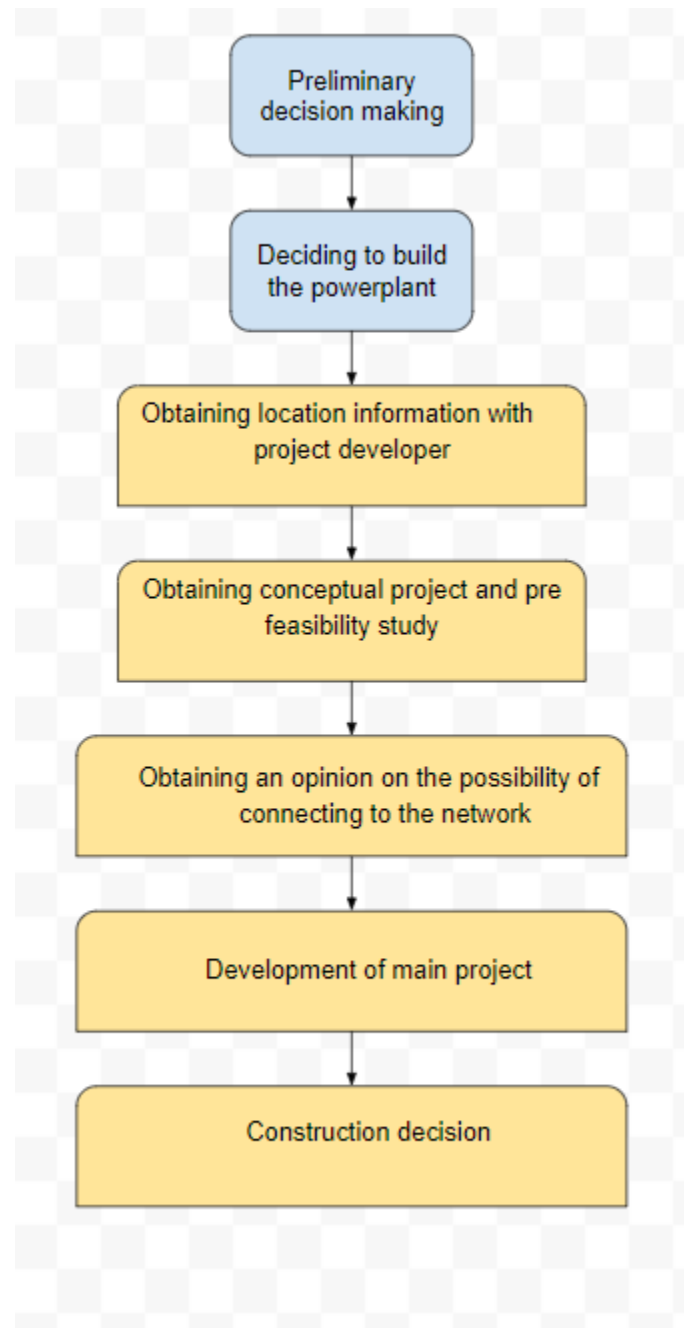 Preliminary
decision making
Deciding to build
the powerplant
Obtaining location information with
project developer
Obtaining conceptual project and pre
feasibility study
Obtaining an opinion on the possibility of
connecting to the network
Development of main project
Construction decision